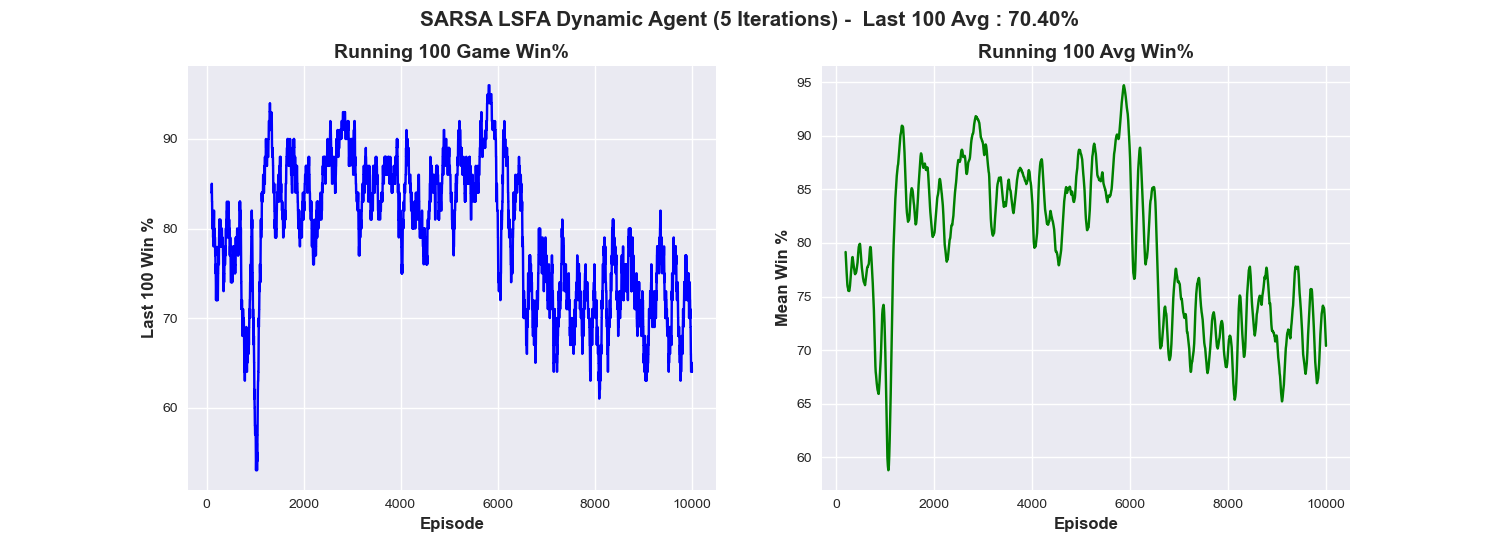 SARSA LSFA Dynamic Agent (5 Iterations) -  Last 100 Avg : 70.40%
Running 100 Game Win%
Last 100 Win %
90
80
70
60
0 2000 4000 6000 8000 10000
Episode
Running 100 Avg Win%
Mean Win %
95
90
85
80
75
70
65
60
0 2000 4000 6000 8000 10000
Episode